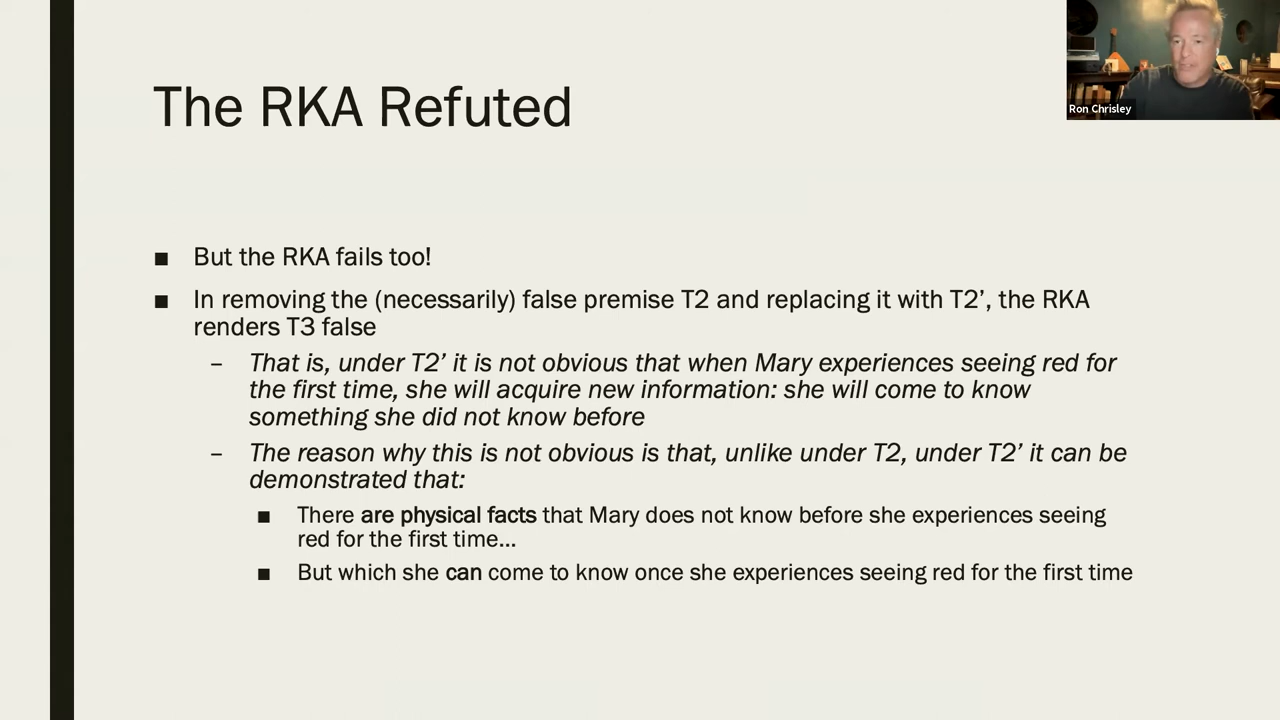 Ron Chrisley
The RKA Refuted
■ But the RKA fails too!
■ In removing the (necessarily) false premise T2 and replacing it with T2’, the RKA
renders T3 false
– That is, under T2’ it is not obvious that when Mary experiences seeing red for
the first time, she will acquire new information: she will come to know
something she did not know before
– The reason why this is not obvious is that, unlike under T2, under T2’ it can be
demonstrated that:
■ There are physical facts that Mary does not know before she experiences seeing
red for the first time…
■ But which she can come to know once she experiences seeing red for the first time